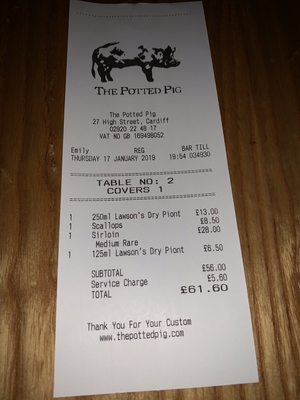 THE POTTED PIG
The Potted Pig
27 High Street, Cardiff
02920 22 48 17
VAT NO GB 169498052
Emily REG BAR TILL
THURSDAY 17 JANUARY 2019 19:54 034930
TABLE NO: 2
COVERS 1
1 250ml Lawson's Dry Piont £13.00
1 Scallops £8.50
1 Sirloin £28.00
Medium Rare
1 125ml Lawson's Dry Piont £6.50
SUBTOTAL £56.00
Service Charge £5.60
TOTAL £61.60
Thank You For Your Custom
www.thepottedpig.com